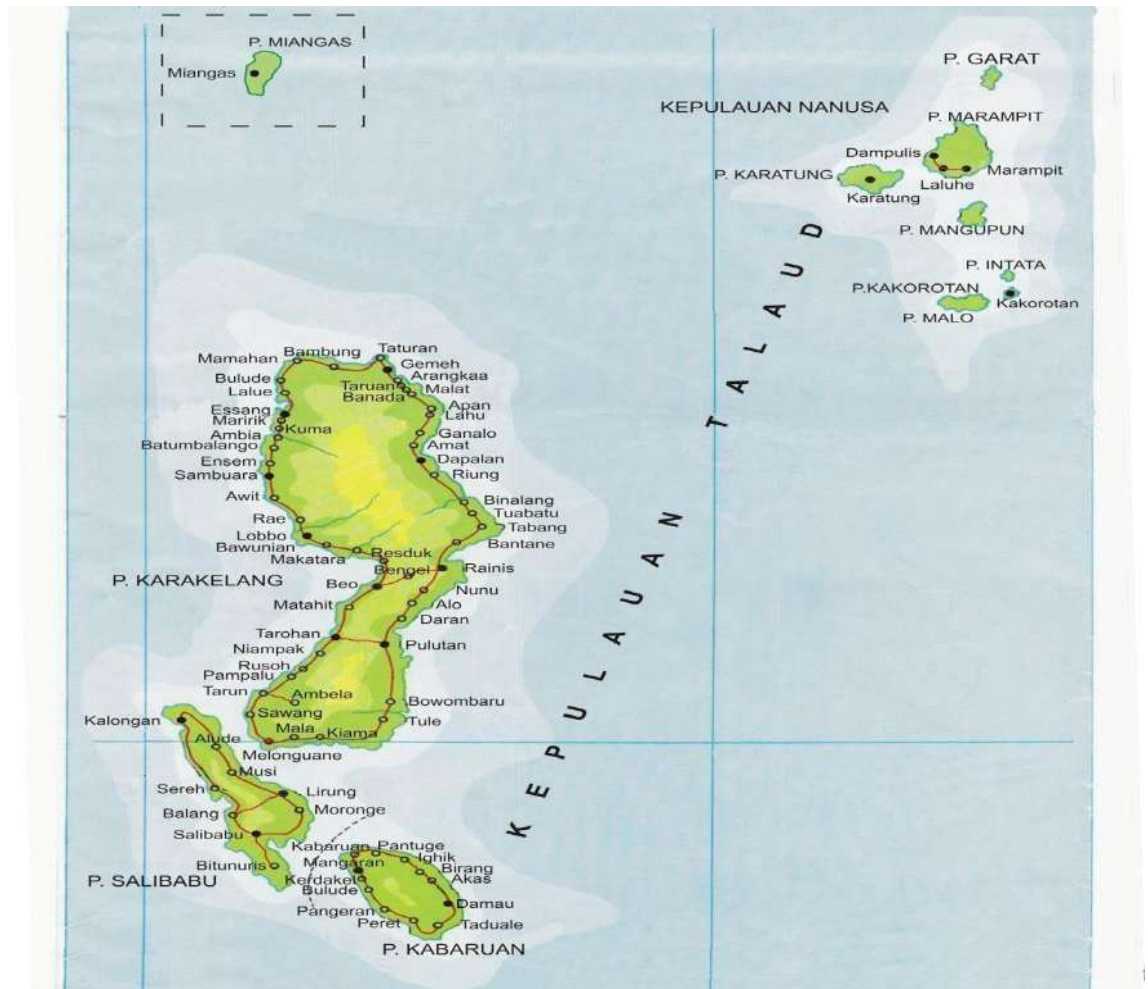 P. MIANGAS
Miangas
P. GARAT
KEPULAUAN NANUSA
P. MARAMPIT
Dampulis
Marampit
Laluhe
P. KARATUNG
Karatung
P. MANGUPUN
P. INTATA
P.KAKOROTAN
Kakorotan
P. MALO
KEPULAUAN TALAUD
Taturan
Bambung
Mamahan
Gemeh
Arangkaa
Bulude
Taruan
Malat
Lalue
Banada
Apan
Essang
Lahu
Maririk
Kuma
Ganalo
Ambia
Amat
Batumbalango
Dapalan
Ensem
Riung
Sambuara
Awit
Binalang
Tuabatu
Rae
Tabang
Lobbo
Bantane
Bawunian
Resduk
Makatara
Bengel
Rainis
P. KARAKELANG
Beo
Nunu
Matahit
Alo
Daran
Tarohan
Pulutan
Niampak
Rusoh
Pampalu
Tarun
Ambela
Bowombaru
Sawang
Kalongan
Tule
Mala
Kiama
Alude
Melonguane
Musi
Sereh
Lirung
Balang
Moronge
Salibabu
Kabaruan
Pantuge
Mangaran
Ighik
Bitunuris
Birang
Kerdakel
Akas
P. SALIBABU
Bulude
Damau
Pangeran
Peret
Taduale
P. KABARUAN